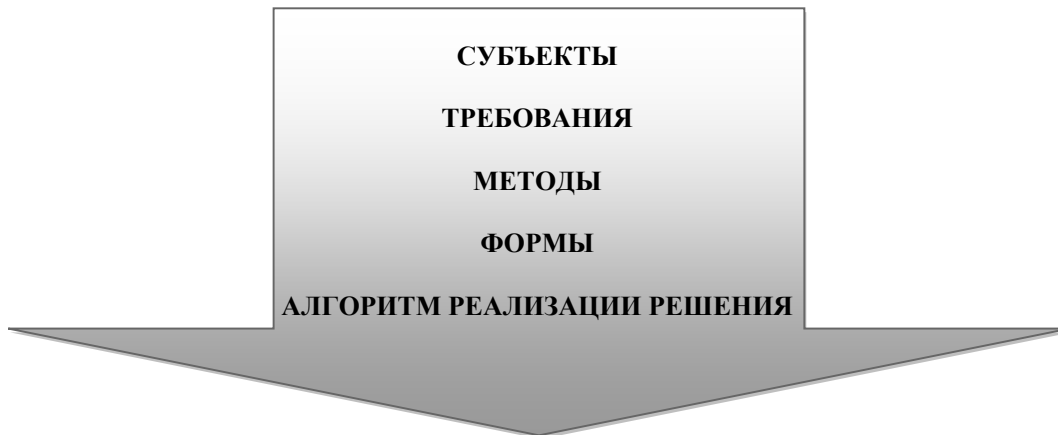 СУБЪЕКТЫ
ТРЕБОВАНИЯ
МЕТОДЫ
ФОРМЫ
АЛГОРИТМ РЕАЛИЗАЦИИ РЕШЕНИЯ